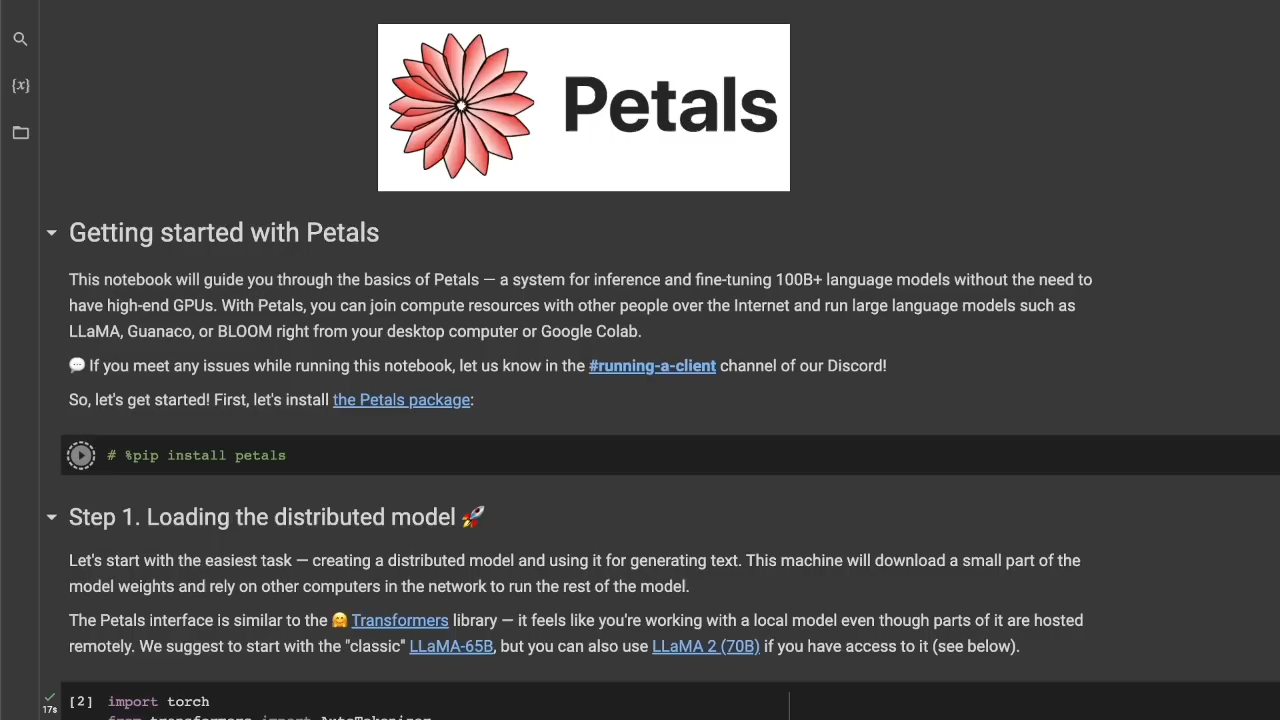 Petals
{x}
Getting started with Petals
This notebook will guide you through the basics of Petals — a system for inference and fine-tuning 100B+ language models without the need to
have high-end GPUs. With Petals, you can join compute resources with other people over the Internet and run large language models such as
LLaMA, Guanaco, or BLOOM right from your desktop computer or Google Colab.
💬 If you meet any issues while running this notebook, let us know in the #running-a-client channel of our Discord!
So, let's get started! First, let's install the Petals package:
# %pip install petals
Step 1. Loading the distributed model 🚀
Let's start with the easiest task — creating a distributed model and using it for generating text. This machine will download a small part of the
model weights and rely on other computers in the network to run the rest of the model.
The Petals interface is similar to the 🤗 Transformers library — it feels like you're working with a local model even though parts of it are hosted
remotely. We suggest to start with the "classic" LLaMA-65B, but you can also use LLaMA 2 (70B) if you have access to it (see below).
17s [2] import torch
from transformers import AutoTokenizer